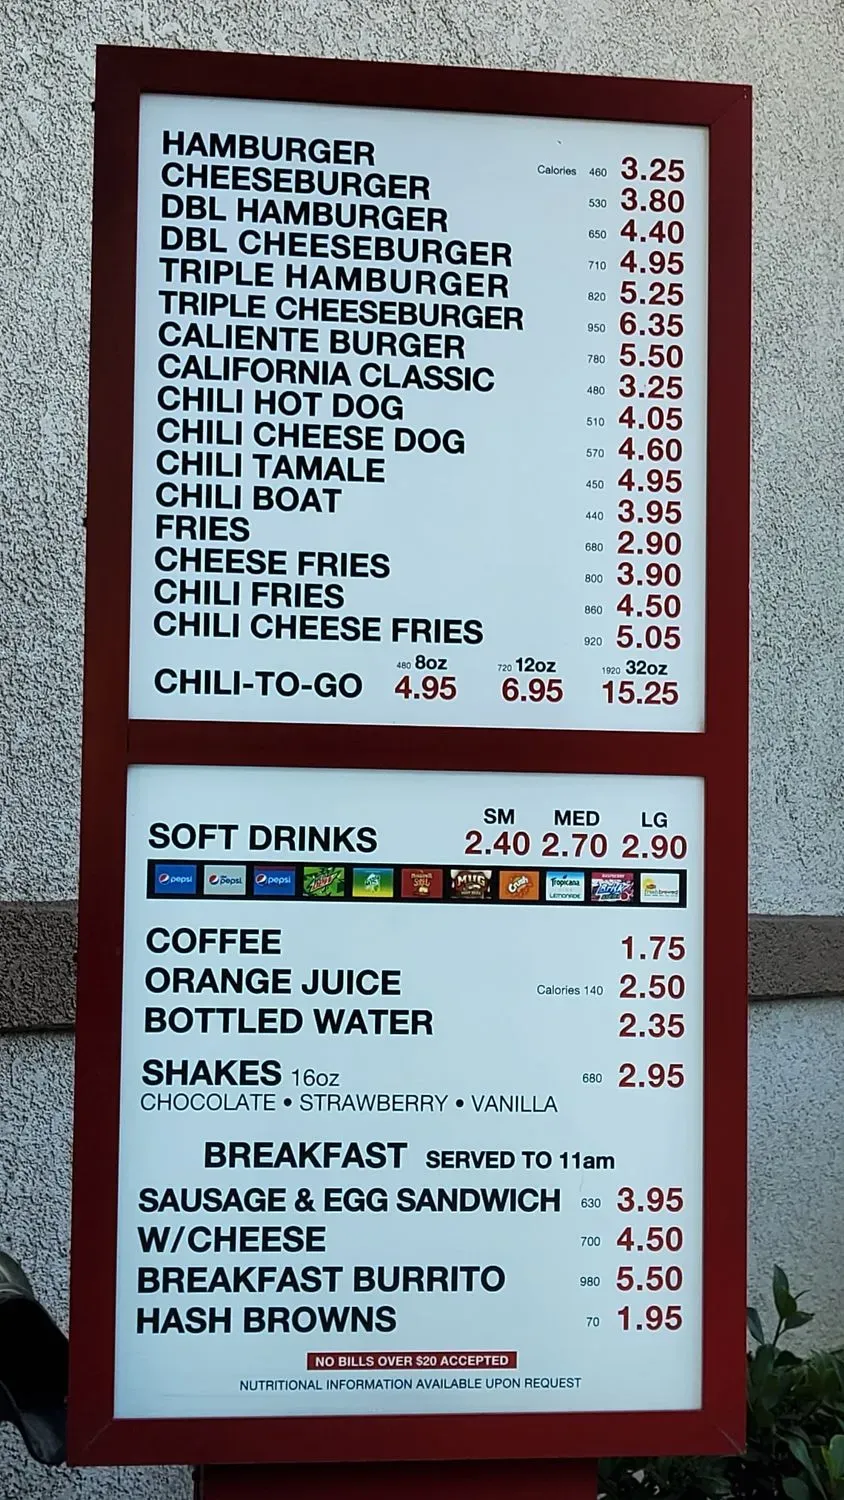 HAMBURGER Calories 460 3.25
CHEESEBURGER 530 3.80
DBL HAMBURGER 650 4.40
DBL CHEESEBURGER 710 4.95
TRIPLE HAMBURGER 820 5.25
TRIPLE CHEESEBURGER 950 6.35
CALIENTE BURGER 780 5.50
CALIFORNIA CLASSIC 480 3.25
CHILI HOT DOG 510 4.05
CHILI CHEESE DOG 570 4.60
CHILI TAMALE 450 4.95
CHILI BOAT 440 3.95
FRIES 680 2.90
CHEESE FRIES 800 3.90
CHILI FRIES 860 4.50
CHILI CHEESE FRIES 920 5.05
480 8oz 720 12oz 1920 32oz
CHILI-TO-GO 4.95 6.95 15.25
SM MED LG
SOFT DRINKS 2.40 2.70 2.90
pepsi pepsi pepsi MUG Crush Tropicana LEMONADE RASPBERRY
COFFEE 1.75
ORANGE JUICE Calories 140 2.50
BOTTLED WATER 2.35
SHAKES 16oz 680 2.95
CHOCOLATE • STRAWBERRY • VANILLA
BREAKFAST SERVED TO 11am
SAUSAGE & EGG SANDWICH 630 3.95
W/CHEESE 700 4.50
BREAKFAST BURRITO 980 5.50
HASH BROWNS 70 1.95
NO BILLS OVER $20 ACCEPTED
NUTRITIONAL INFORMATION AVAILABLE UPON REQUEST